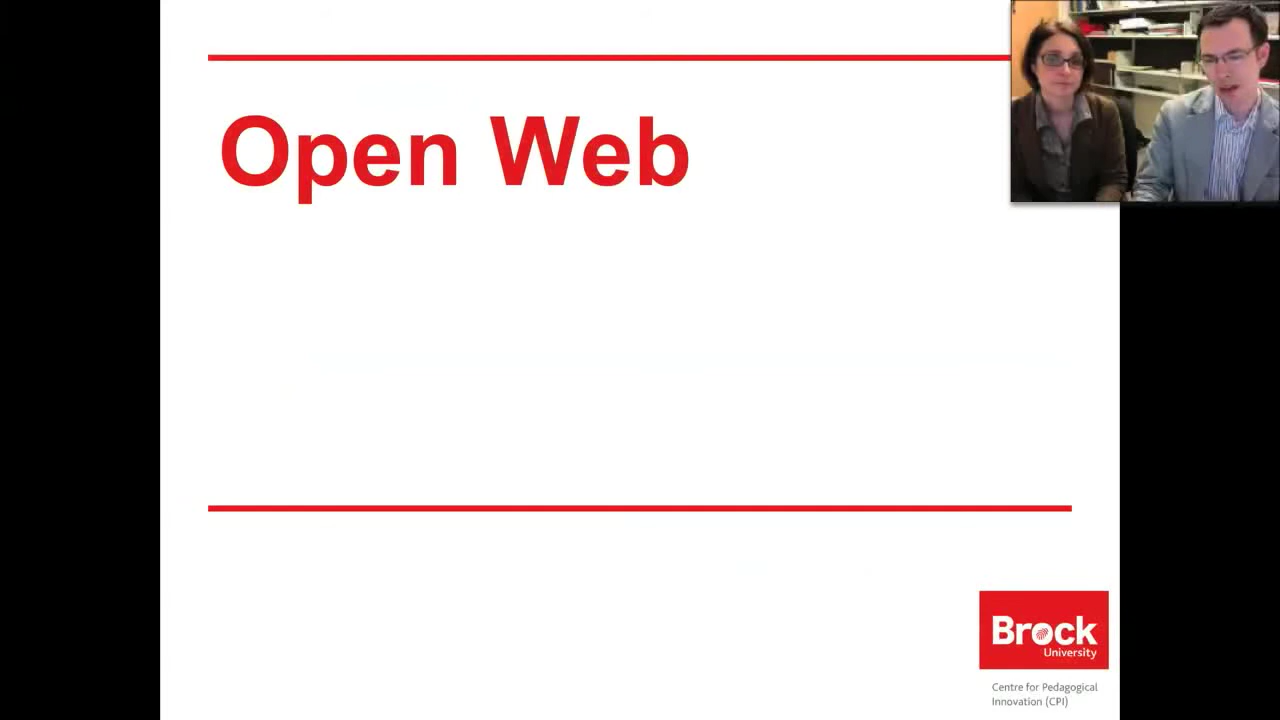 Open Web
Brock
University
Centre for Pedagogical
Innovation (CPI)